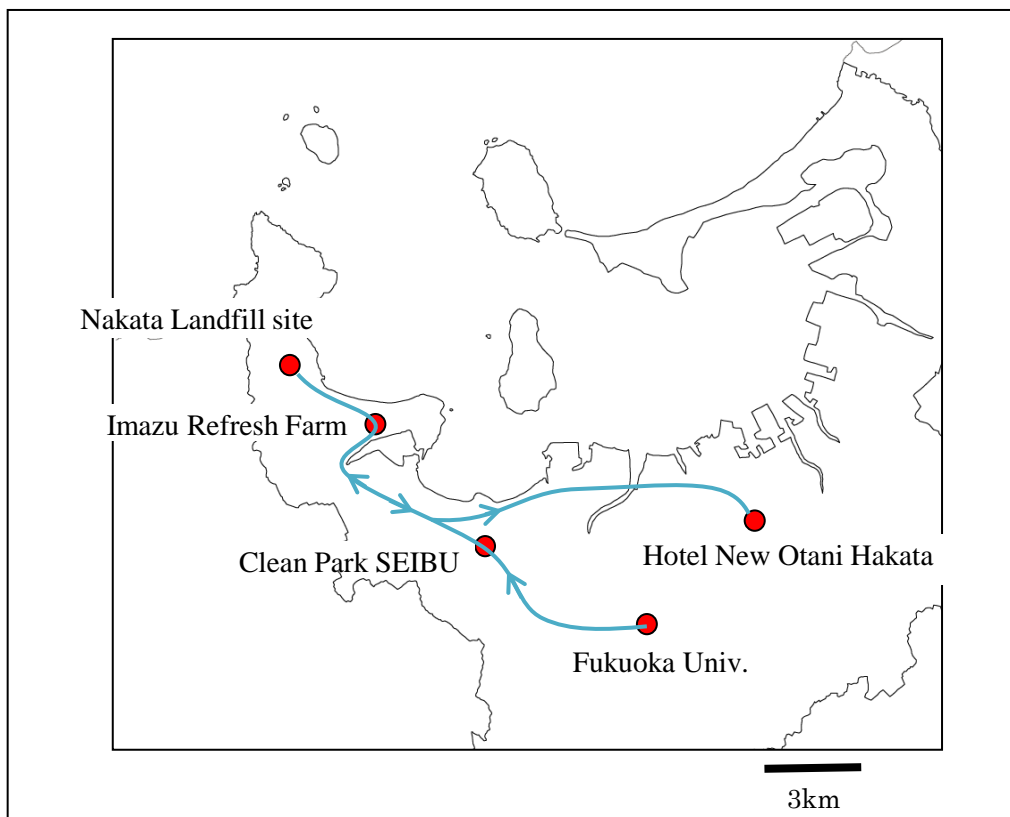 Nakata Landfill site
Imazu Refresh Farm
Clean Park SEIBU
Hotel New Otani Hakata
Fukuoka Univ.
3km